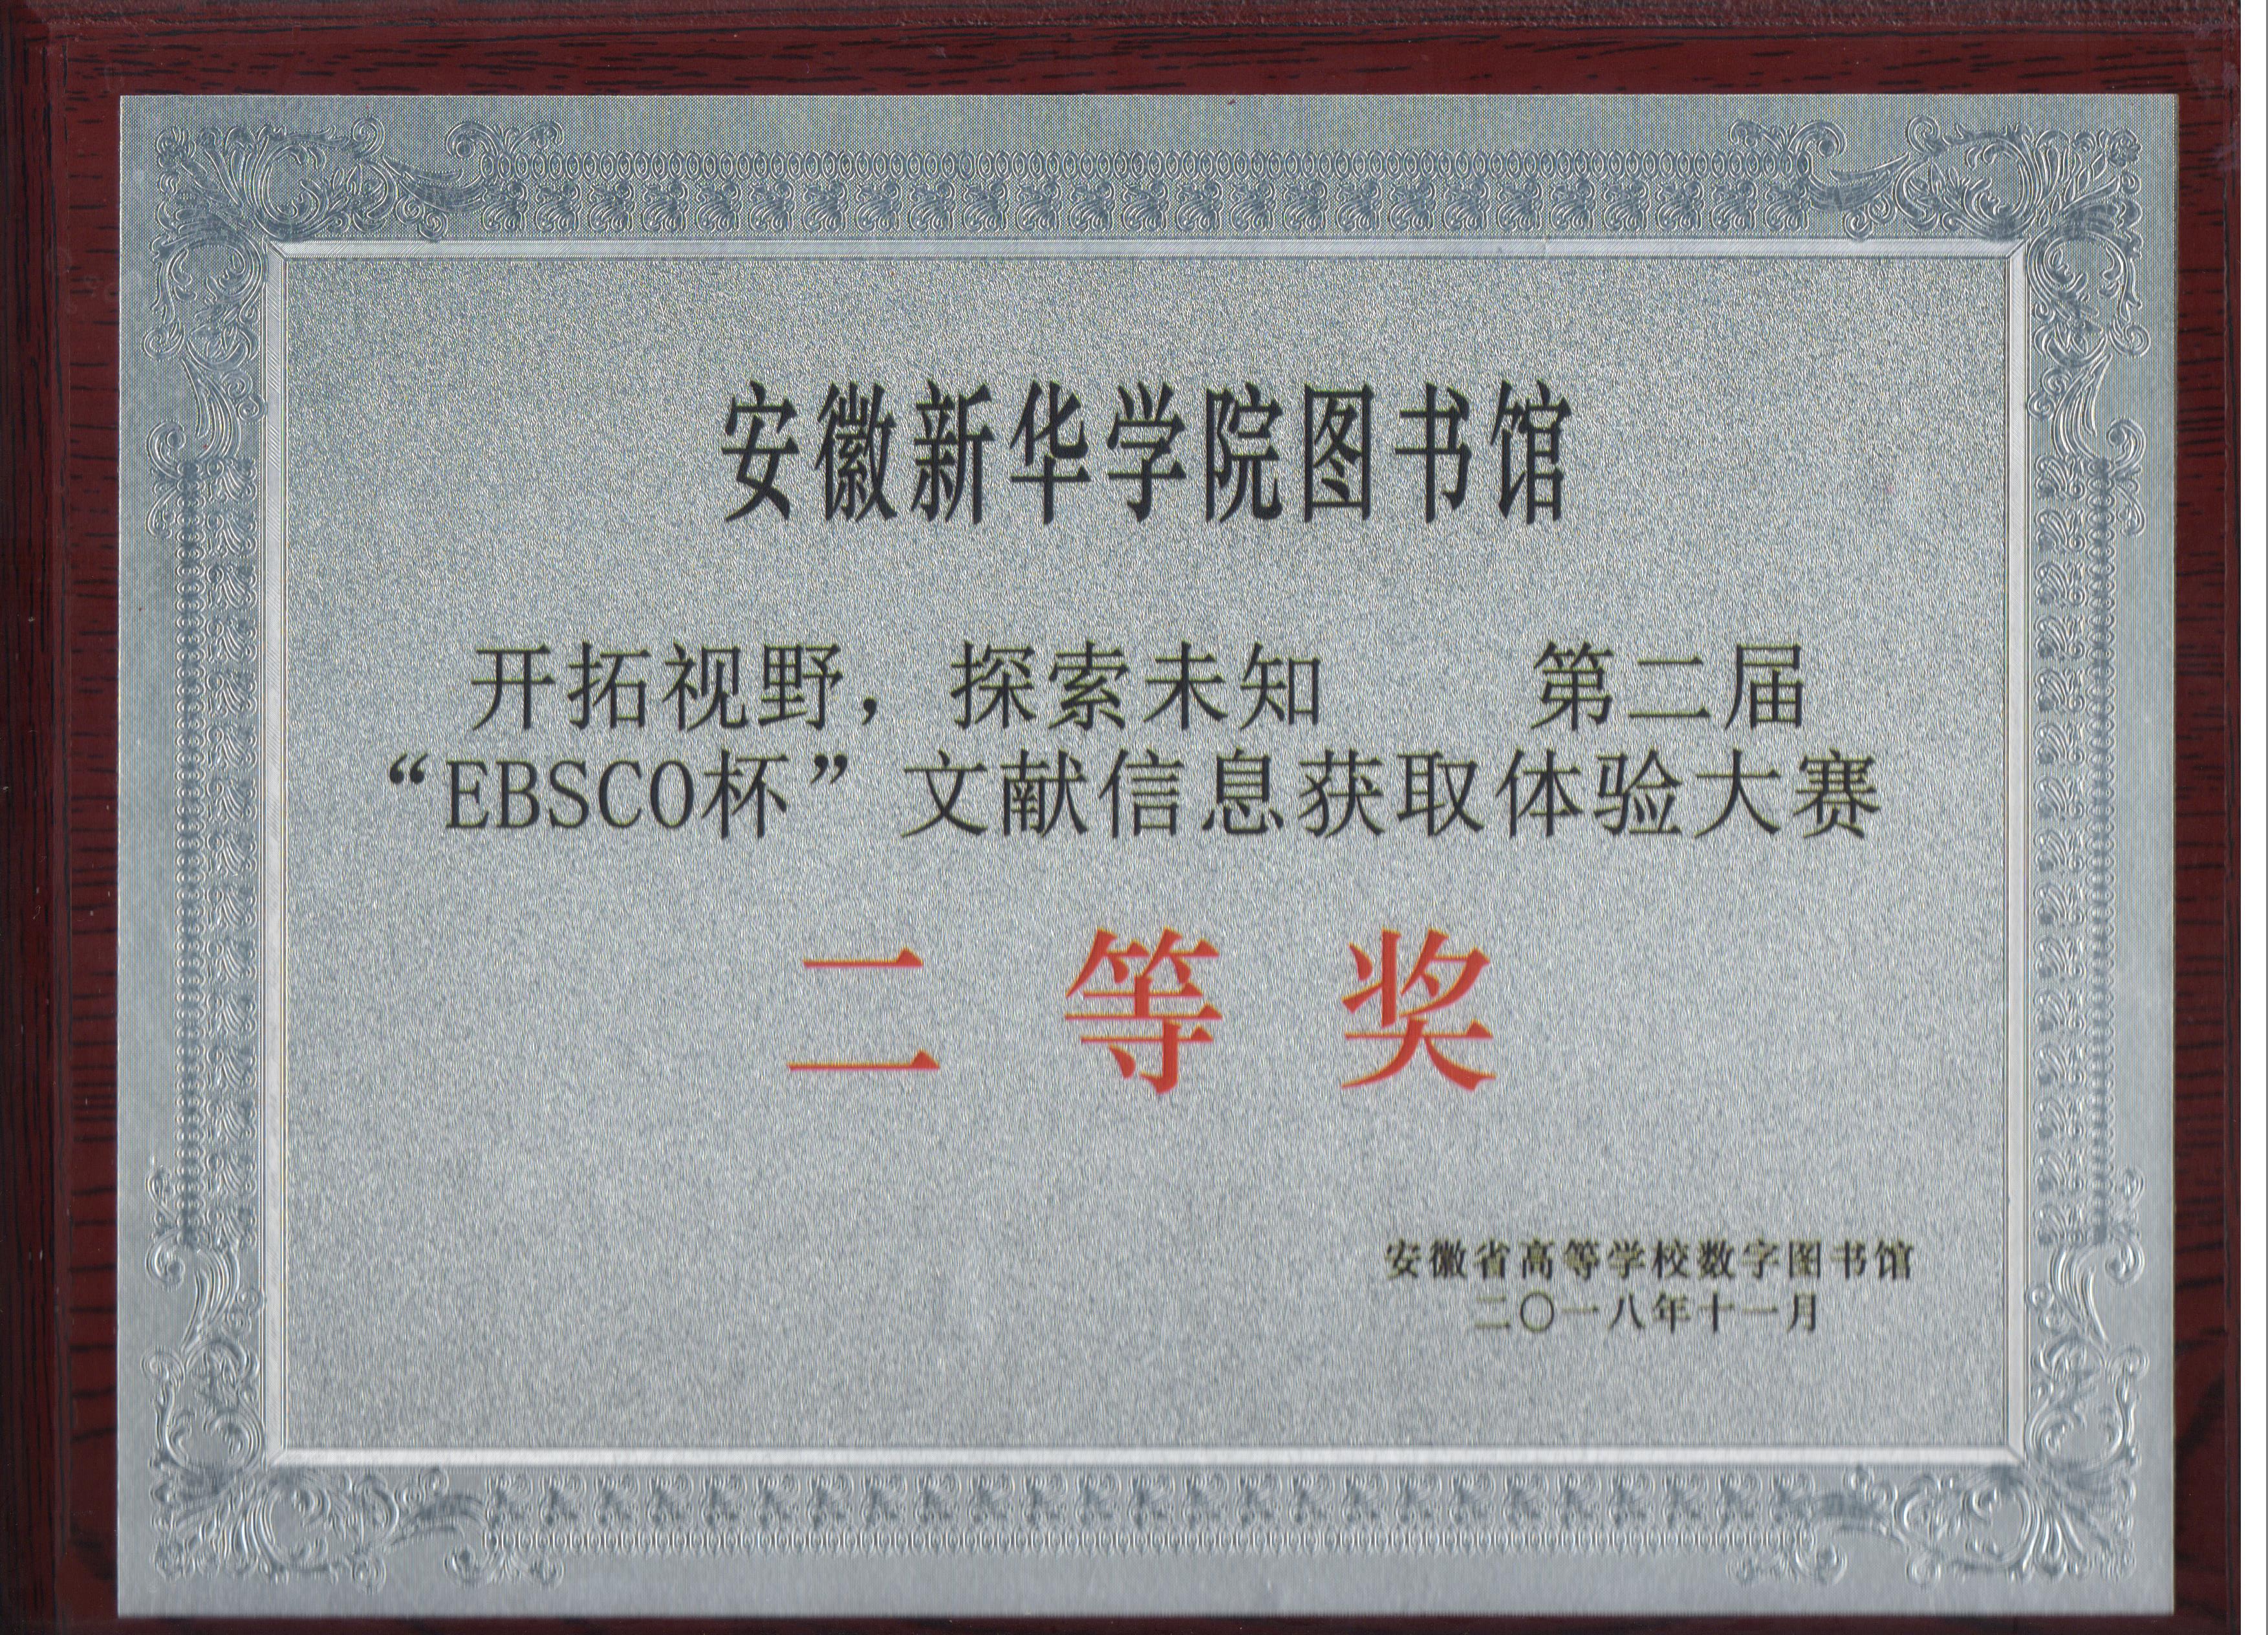 安徽新华学院图书馆
开拓视野，探索未知 第二届
“EBSCO杯”文献信息获取体验大赛
二等奖
安徽省高等学校数字图书馆
二〇一八年十一月